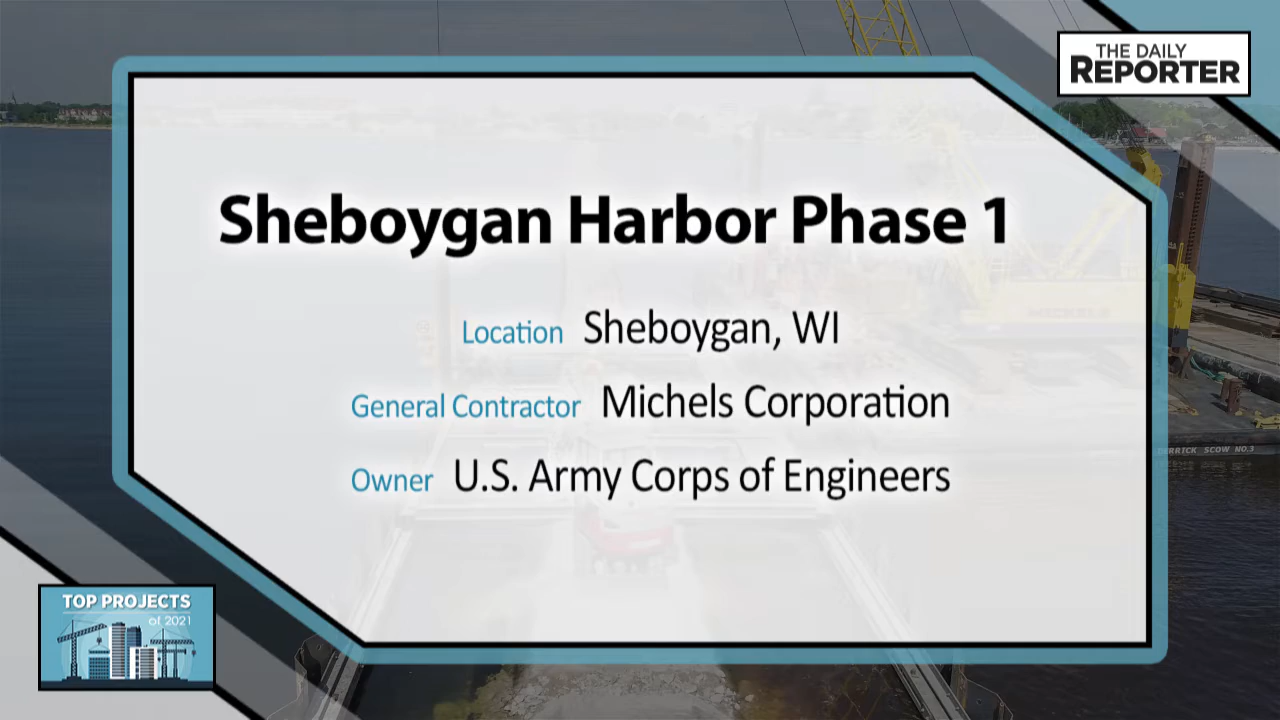 THE DAILY
REPORTER
Sheboygan Harbor Phase 1
Location Sheboygan, WI
General Contractor Michels Corporation
Owner U.S. Army Corps of Engineers
DERRICK SCOW NO.3
TOP PROJECTS
of 2021